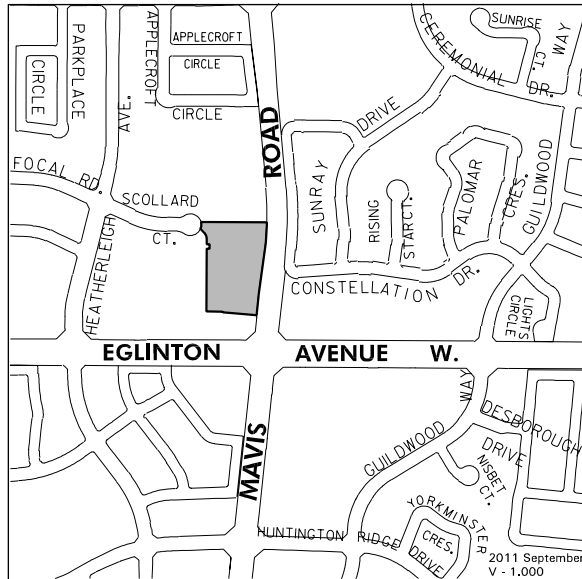 PARKPLACE
CIRCLE
APPLECROFT
AVE.
APPLECROFT
CIRCLE
CIRCLE
ROAD
SUNRISE
CT.
WAY
CEREMONIAL DR.
DRIVE
FOCAL RD.
SCOLLARD
CT.
HEATHERLEIGH
SUNRAY
RISING
STARCT.
PALOMAR
CRES.
GUILDWOOD
CONSTELLATION
DR.
LIGHTS
CIRCLE
EGLINTON AVENUE W.
MAVIS
GUILDWOOD
WAY
DESBOROUGH
DRIVE
NISBET
CT.
YORKMINSTER
CRES.
HUNTINGTON RIDGE
DRIVE
2011 September
V - 1.000